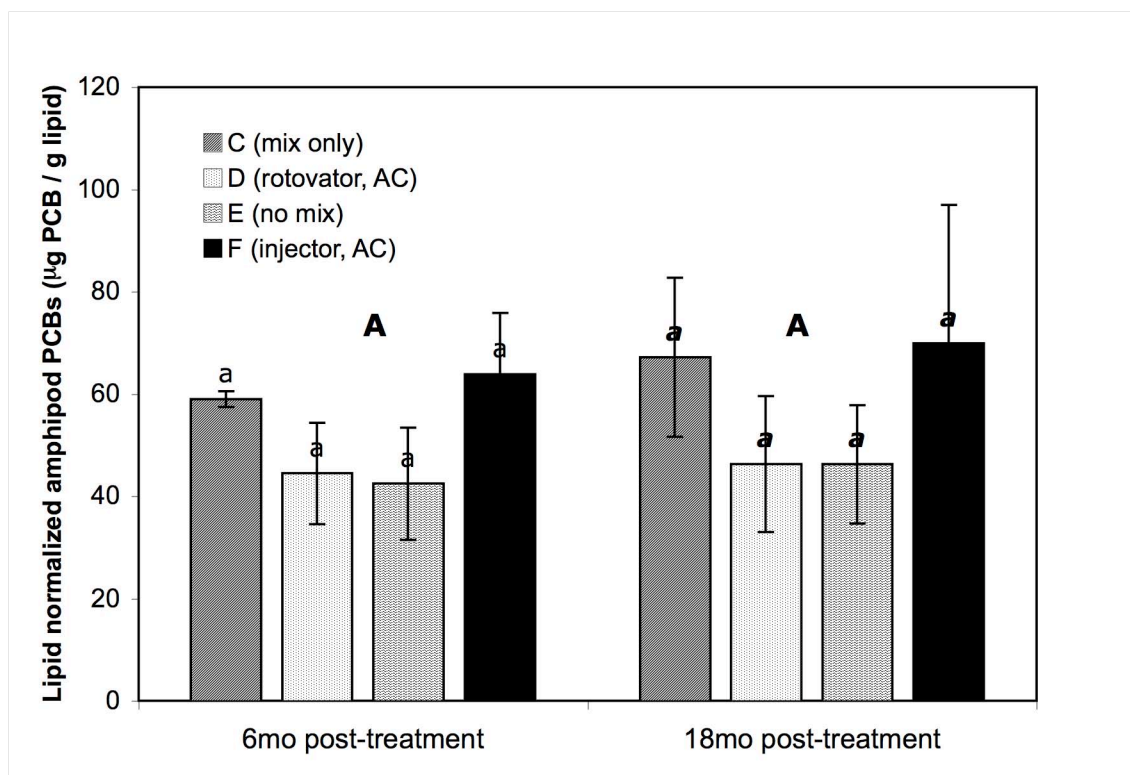 Lipid normalized amphipod PCBs (µg PCB / g lipid)
120
100
80
60
40
20
0
C (mix only)
D (rotovator, AC)
E (no mix)
F (injector, AC)
A
A
a
a
a
a
a
a
a
a
6mo post-treatment
18mo post-treatment